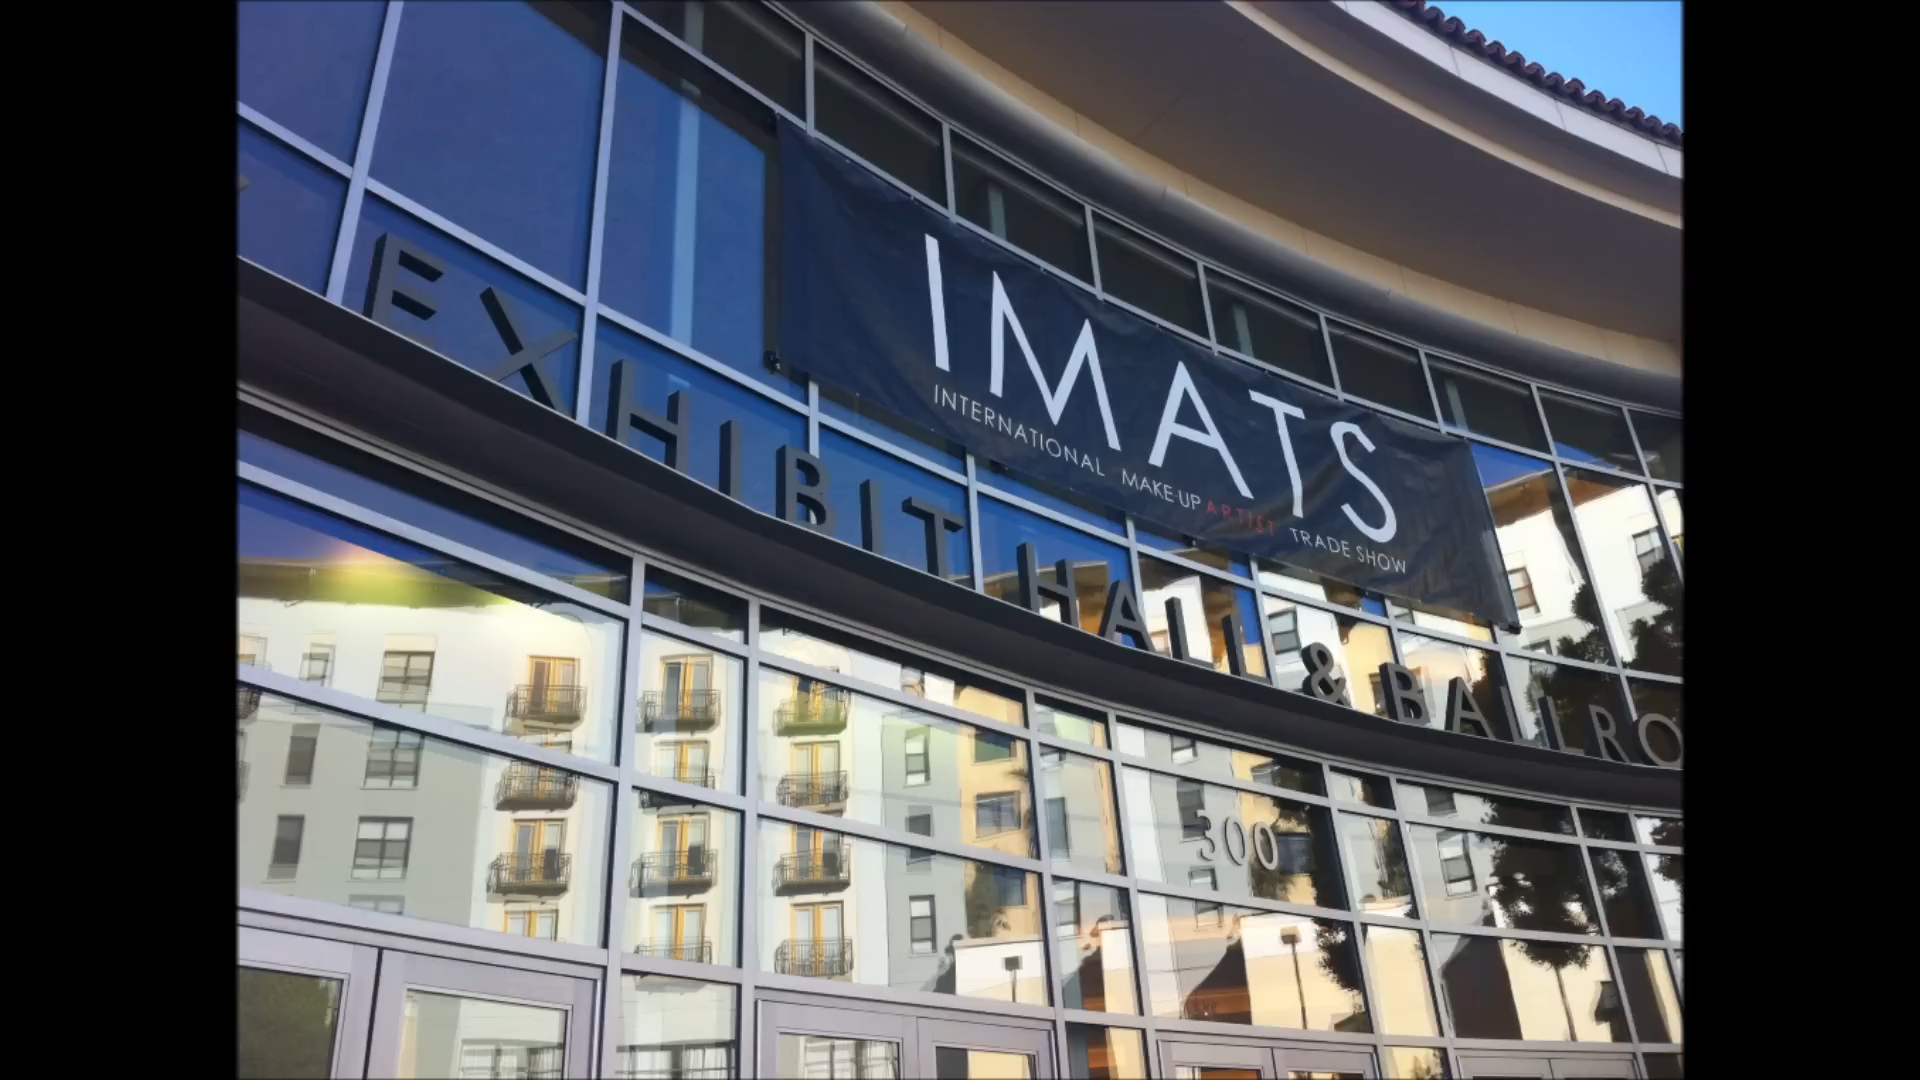 IMATS
INTERNATIONAL MAKE-UP ARTIST TRADE SHOW
EXHIBIT HALL & BALLRO
300